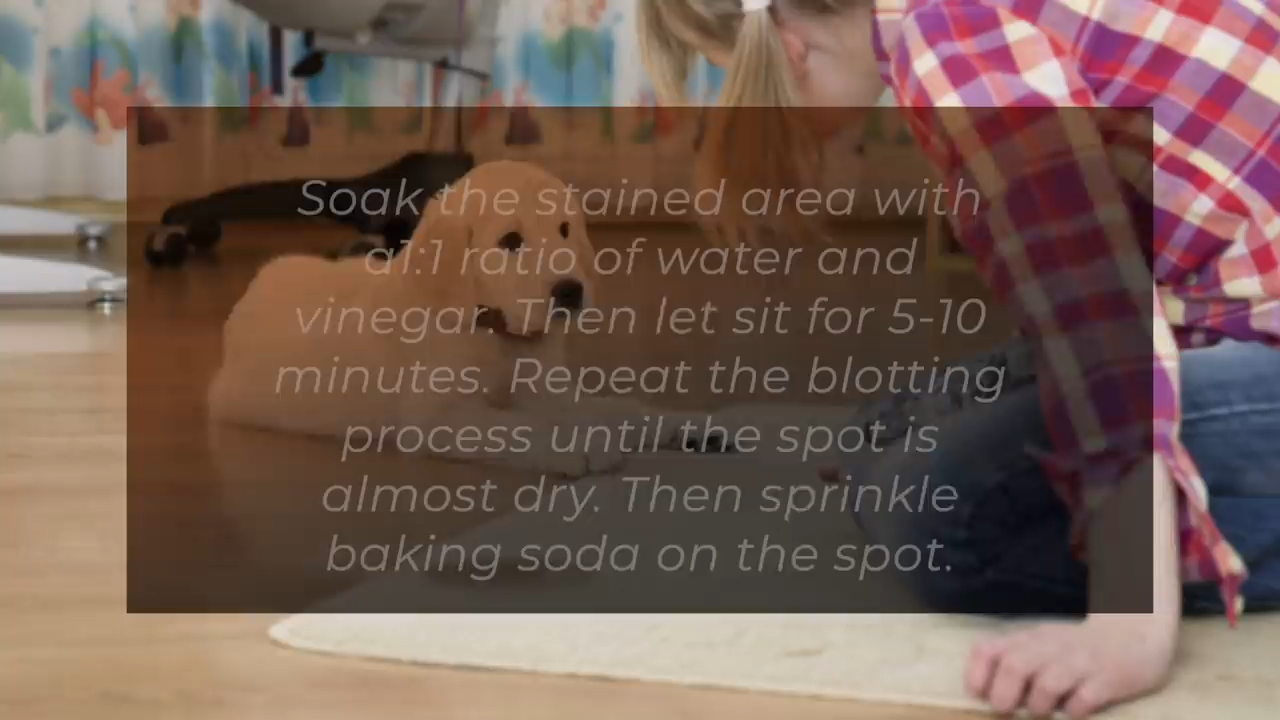 Soak the stained area with
a1:1 ratio of water and
vinegar. Then let sit for 5-10
minutes. Repeat the blotting
process until the spot is
almost dry. Then sprinkle
baking soda on the spot.